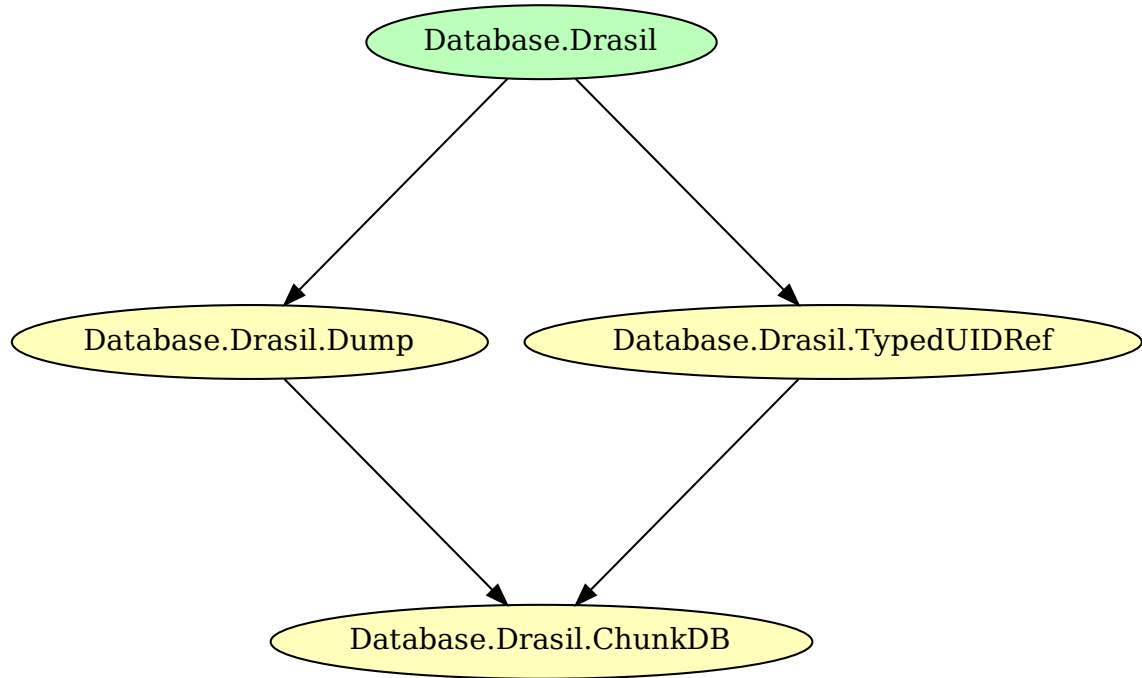 Database.Drasil
Database.Drasil.Dump
Database.Drasil.TypedUIDRef
Database.Drasil.ChunkDB